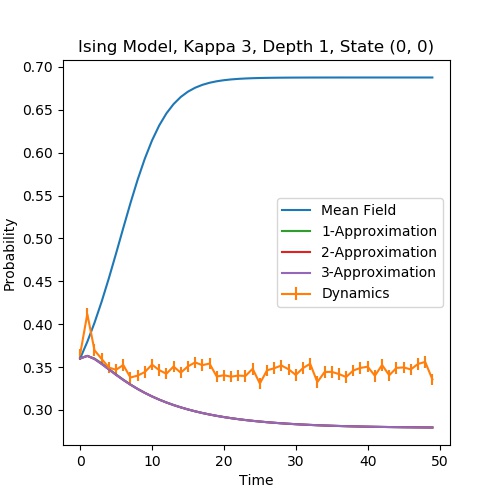 Ising Model, Kappa 3, Depth 1, State (0, 0)
0.70
0.65
0.60
0.55
0.50
0.45
0.40
0.35
0.30
Probability
Mean Field
1-Approximation
2-Approximation
3-Approximation
Dynamics
0 10 20 30 40 50
Time